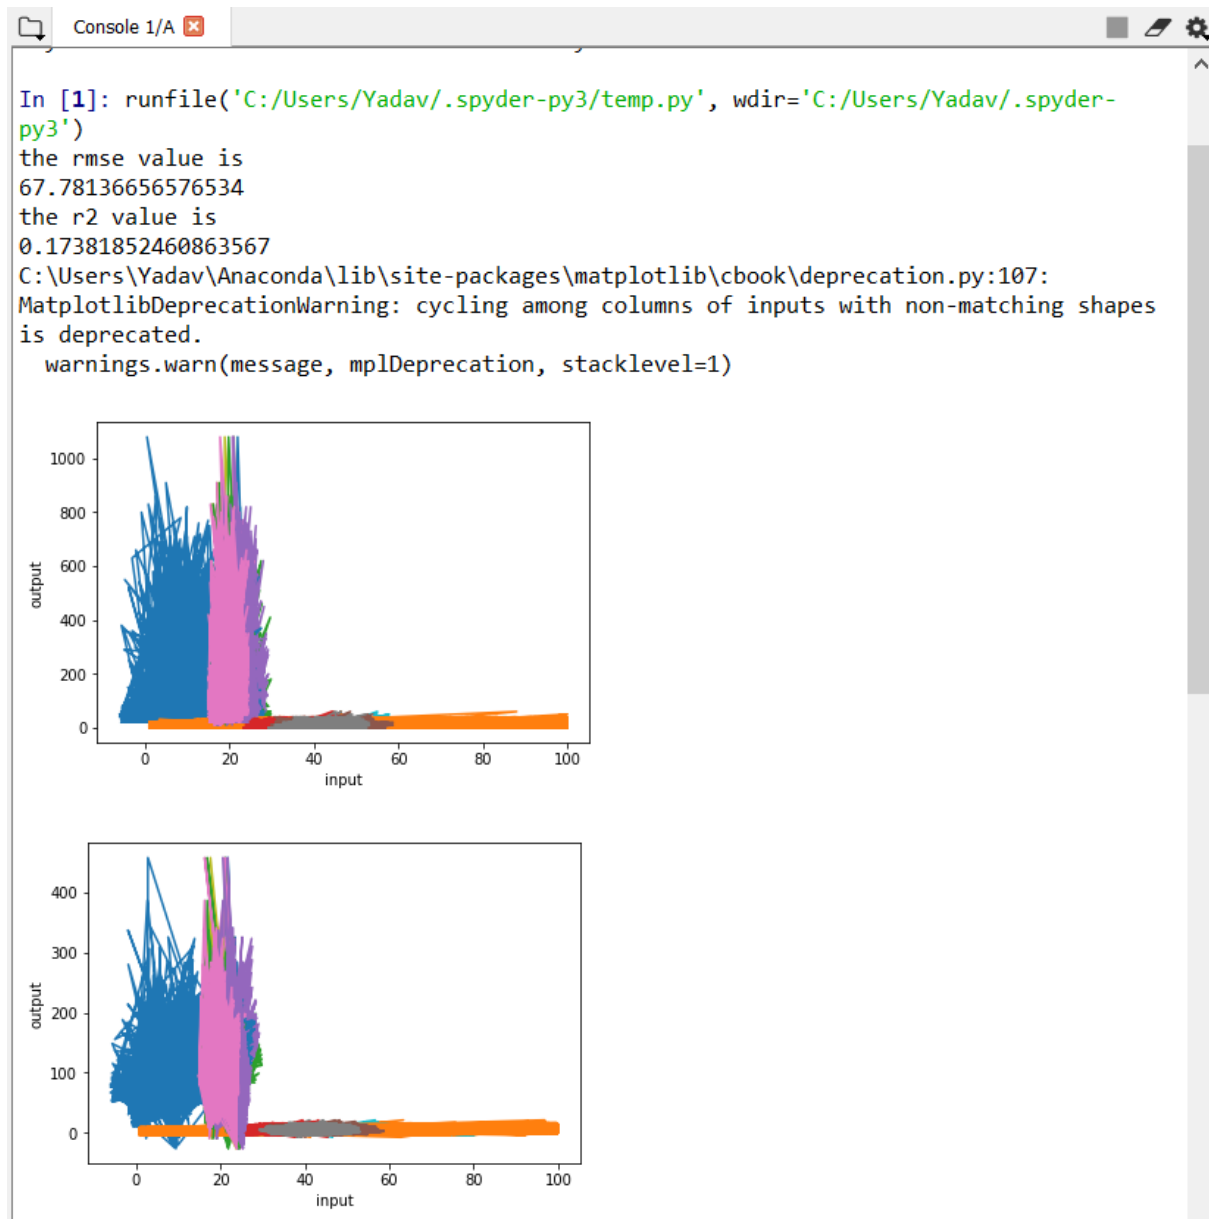 Console 1/A
In [1]: runfile('C:/Users/Yadav/.spyder-py3/temp.py', wdir='C:/Users/Yadav/.spyder-
py3')
the rmse value is
67.78136656576534
the r2 value is
0.17381852460863567
C:\Users\Yadav\Anaconda\lib\site-packages\matplotlib\cbook\deprecation.py:107:
MatplotlibDeprecationWarning: cycling among columns of inputs with non-matching shapes
is deprecated.
  warnings.warn(message, mplDeprecation, stacklevel=1)
1000
800
600
400
200
0
output
0 20 40 60 80 100
input
400
300
200
100
0
output
0 20 40 60 80 100
input